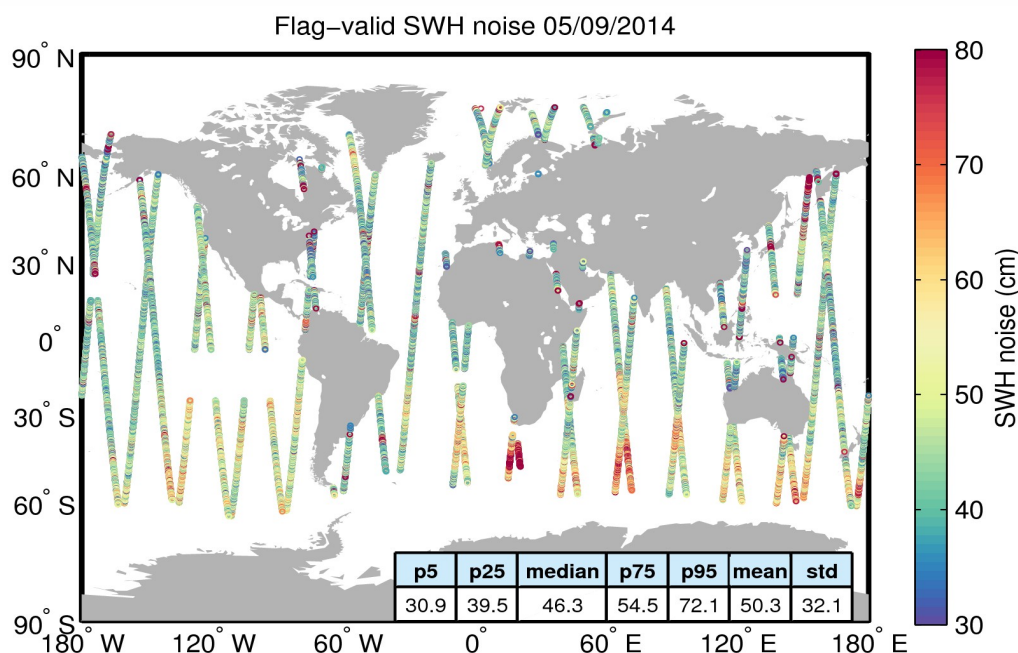 Flag−valid SWH noise 05/09/2014
90° N
60° N
30° N
0°
30° S
60° S
90° S
180° W
120° W
60° W
0°
60° E
120° E
180° E
p5 p25 median p75 p95 mean std
30.9 39.5 46.3 54.5 72.1 50.3 32.1
80
70
60
50
40
30
SWH noise (cm)